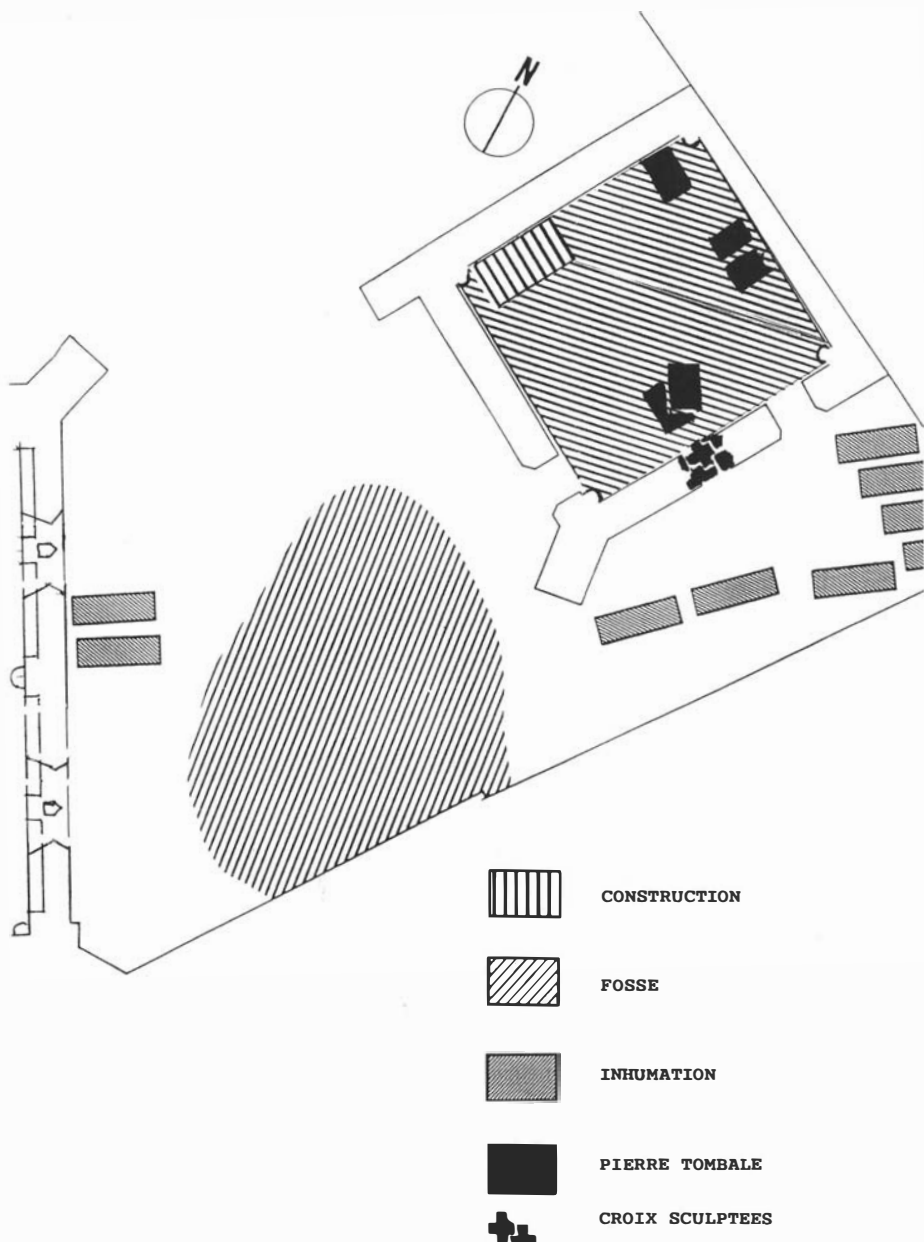 N
CONSTRUCTION
FOSSE
INHUMATION
PIERRE TOMBALE
CROIX SCULPTEES